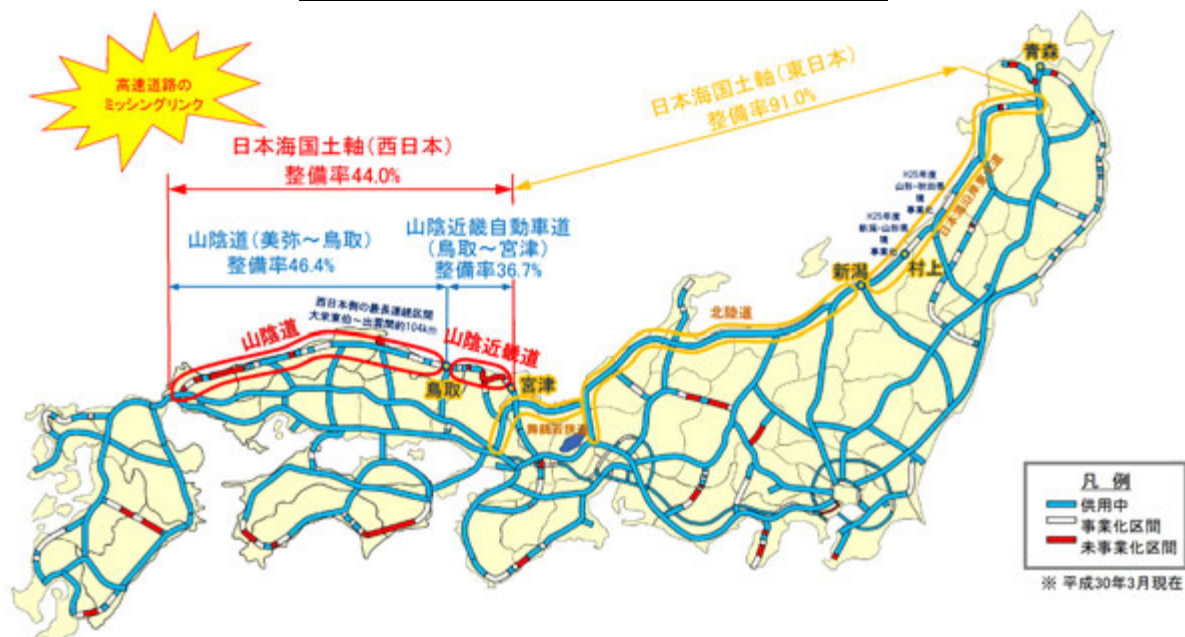 高速道路の
ミッシングリンク
日本海国土軸(西日本)
整備率44.0%
日本海国土軸(東日本)
整備率91.0%
山陰道(美弥～鳥取)
整備率46.4%
山陰近畿自動車道
(鳥取～宮津)
整備率36.7%
西日本側の最長連続区間
大栄東伯～出雲間約104km
山陰道
山陰近畿道
鳥取
宮津
舞鶴若狭道
北陸道
新潟
村上
H25年度
新潟・山形県
境
事業化
H25年度
山形・秋田県
境
事業化
日本海沿岸東北道
青森
凡例
供用中
事業化区間
未事業化区間
※ 平成30年3月現在